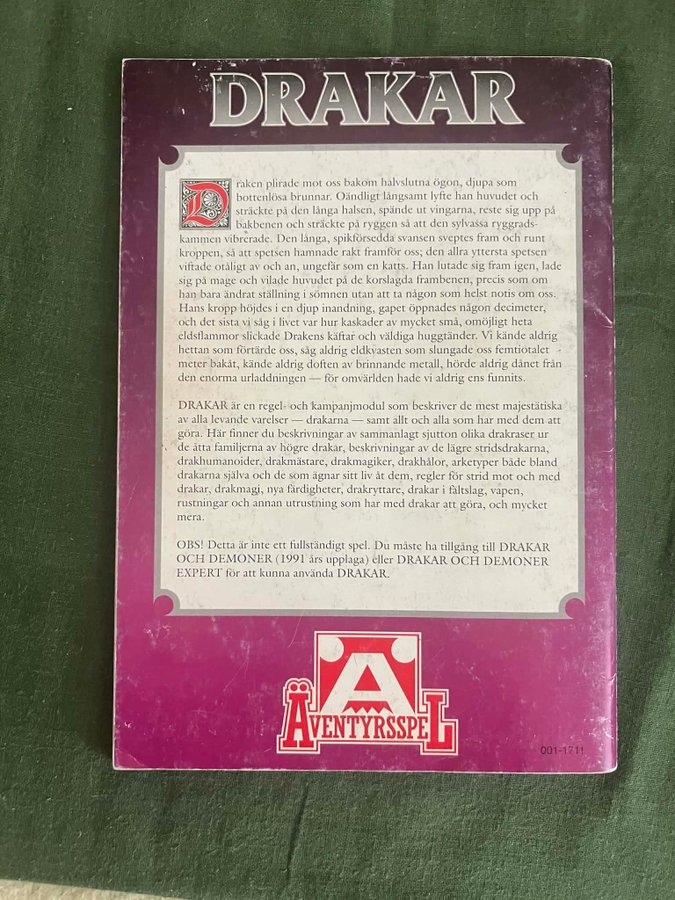 DRAKAR
Draken plirade mot oss bakom halvslutna ögon, djupa som
bottenlösa brunnar. Oändligt långsamt lyfte han huvudet och
sträckte på den långa halsen, spände ut vingarna, reste sig upp på
bakbenen och sträckte på ryggen så att den sylvassa ryggrads-
kammen vibrerade. Den långa, spikförsedda svansen sveptes fram och runt
kroppen, så att spetsen hamnade rakt framför oss; den allra yttersta spetsen
viftade otåligt av och an, ungefär som en katts. Han lutade sig fram igen, lade
sig på mage och vilade huvudet på de korslagda frambenen, precis som om
han bara ändrat ställning i sömnen utan att ta någon som helst notis om oss.
Hans kropp höjdes i en djup inandning, gapet öppnades någon decimeter,
och det sista vi såg i livet var hur kaskader av mycket små, omöjligt heta
eldsflammor slickade Drakens käftar och väldiga huggtänder. Vi kände aldrig
hettan som förtärde oss, såg aldrig eldkvasten som slungade oss femtiotalet
meter bakåt, kände aldrig doften av brinnande metall, hörde aldrig dånet från
den enorma urladdningen — för omvärlden hade vi aldrig ens funnits.
DRAKAR är en regel- och kampanjmodul som beskriver de mest majestätiska
av alla levande varelser — drakarna — samt allt och alla som har med dem att
göra. Här finner du beskrivningar av sammanlagt sjutton olika drakraser ur
de åtta familjerna av högre drakar, beskrivningar av de lägre stridsdrakarna,
drakhumanoider, drakmästare, drakmagiker, drakhålor, arketyper både bland
drakarna själva och de som ägnar sitt liv åt dem, regler för strid mot och med
drakar, drakmagi, nya färdigheter, drakryttare, drakar i fältslag, vapen,
rustningar och annan utrustning som har med drakar att göra, och mycket
mera.
OBS! Detta är inte ett fullständigt spel. Du måste ha tillgång till DRAKAR
OCH DEMONER (1991 års upplaga) eller DRAKAR OCH DEMONER
EXPERT för att kunna använda DRAKAR.
Ä
ÄVENTYRSSPEL
001-1711